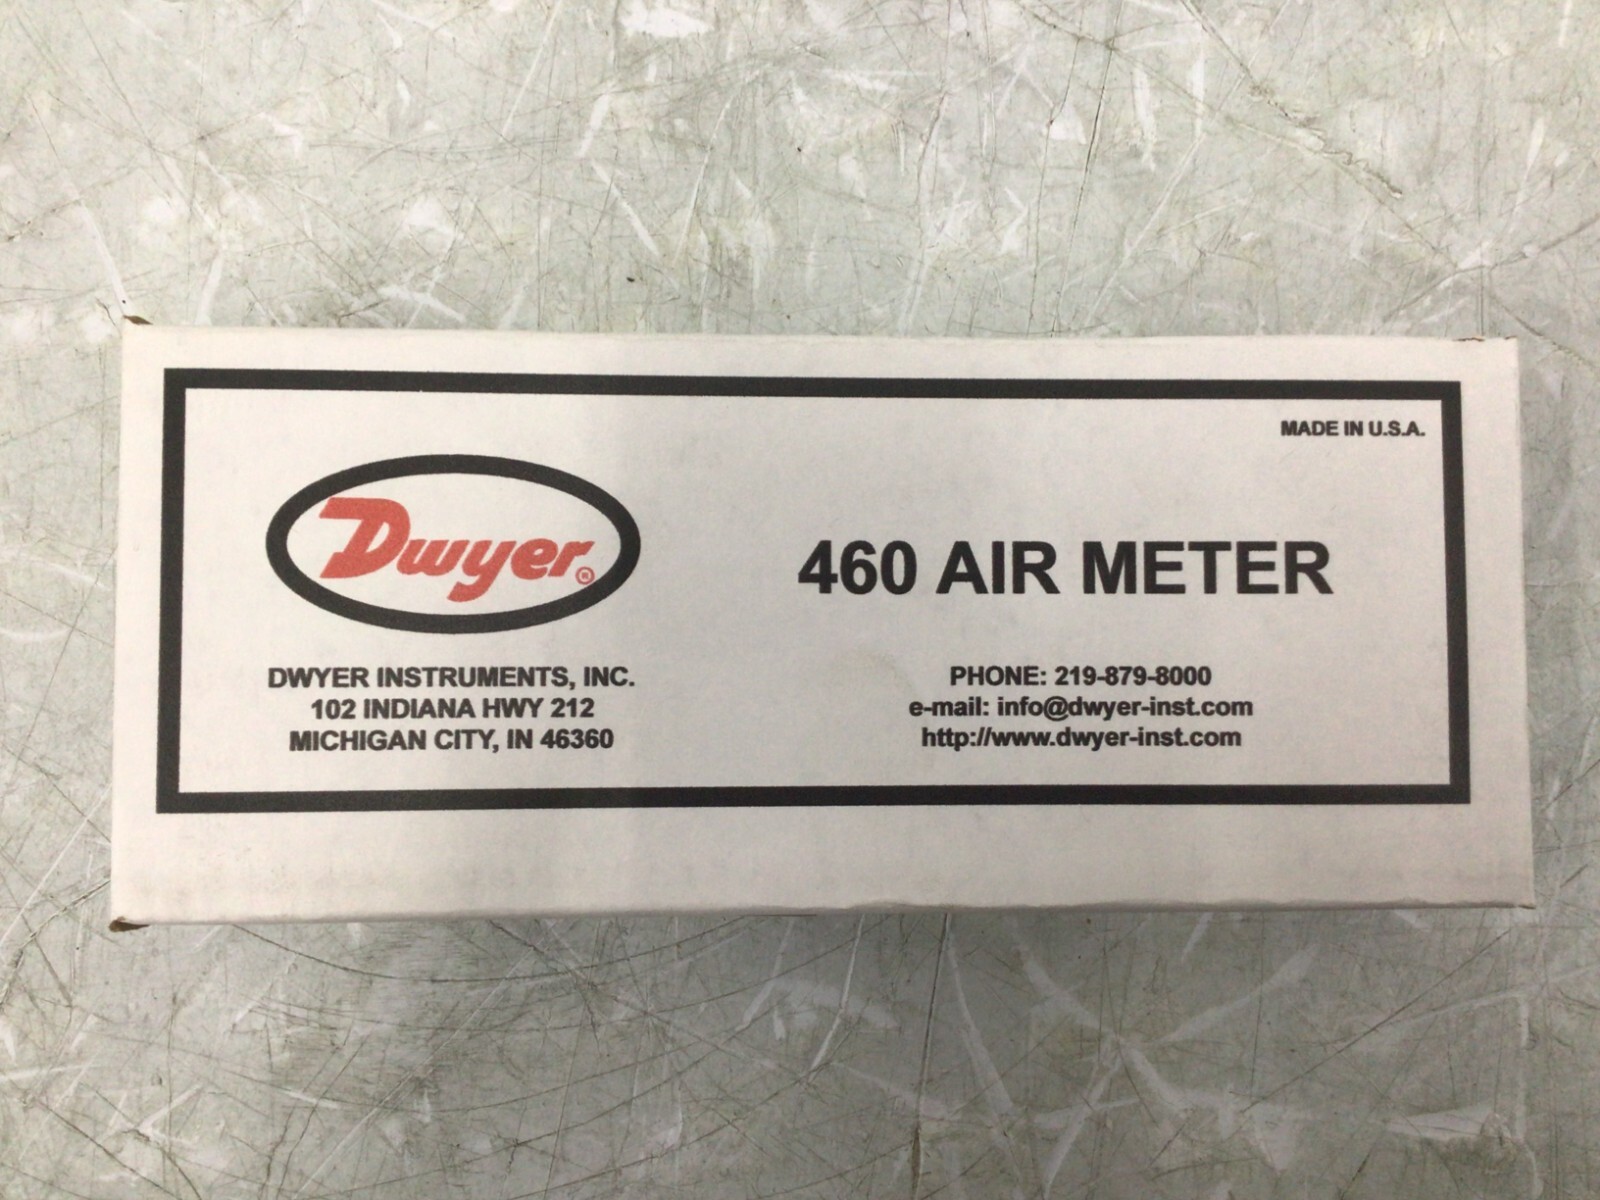 MADE IN U.S.A.
Dwyer®
460 AIR METER
DWYER INSTRUMENTS, INC.
102 INDIANA HWY 212
MICHIGAN CITY, IN 46360
PHONE: 219-879-8000
e-mail: info@dwyer-inst.com
http://www.dwyer-inst.com